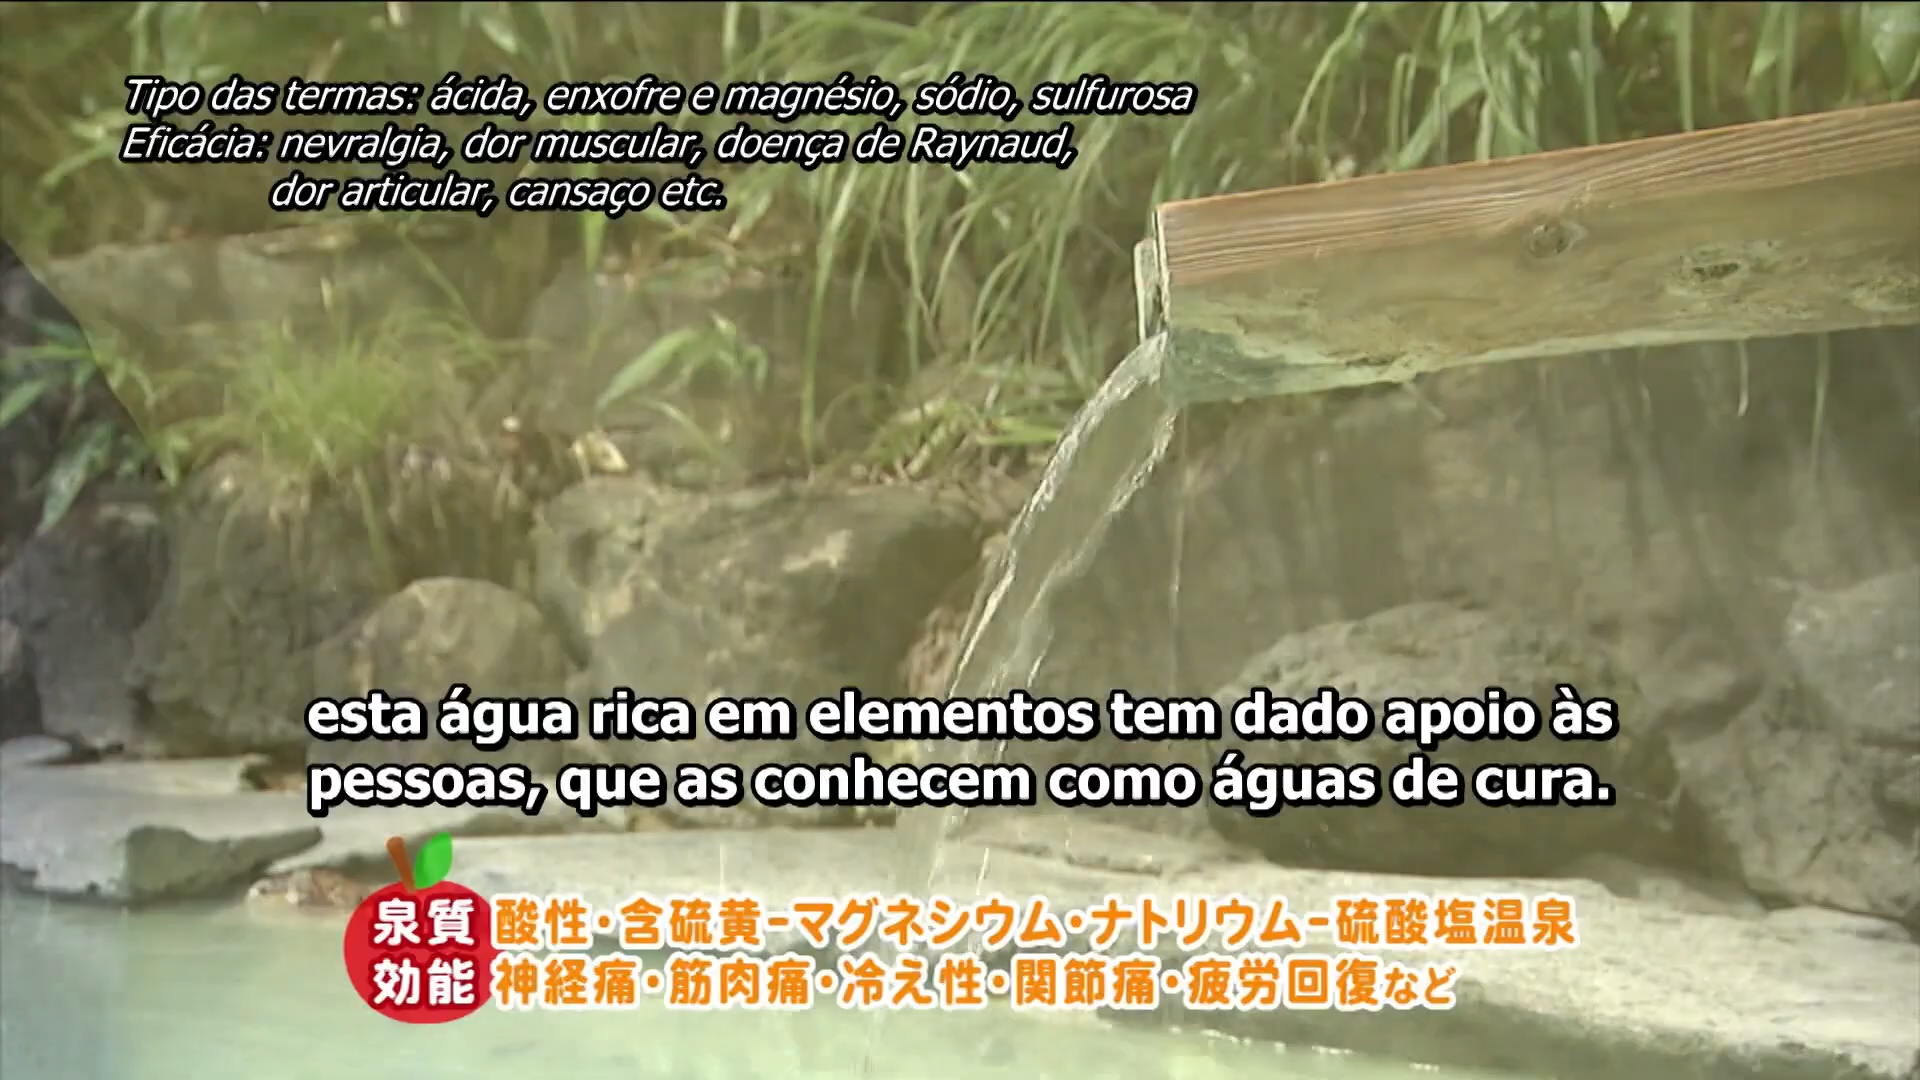 Tipo das termas: ácida, enxofre e magnésio, sódio, sulfurosa
Eficácia: nevralgia, dor muscular, doença de Raynaud,
dor articular, cansaço etc.
esta água rica em elementos tem dado apoio às
pessoas, que as conhecem como águas de cura.
泉質 酸性・含硫黄-マグネシウム・ナトリウム-硫酸塩温泉
効能 神経痛・筋肉痛・冷え性・関節痛・疲労回復など